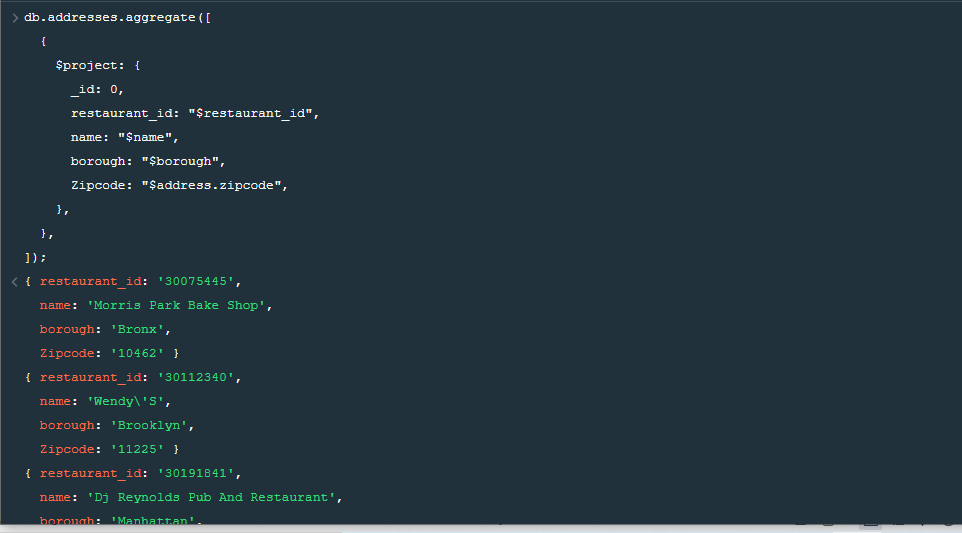 db.addresses.aggregate([
{
$project: {
_id: 0,
restaurant_id: "$restaurant_id",
name: "$name",
borough: "$borough",
Zipcode: "$address.zipcode",
},
},
]);
{ restaurant_id: '30075445',
name: 'Morris Park Bake Shop',
borough: 'Bronx',
Zipcode: '10462' }
{ restaurant_id: '30112340',
name: 'Wendy\'S',
borough: 'Brooklyn',
Zipcode: '11225' }
{ restaurant_id: '30191841',
name: 'Dj Reynolds Pub And Restaurant',
borough: 'Manhattan',